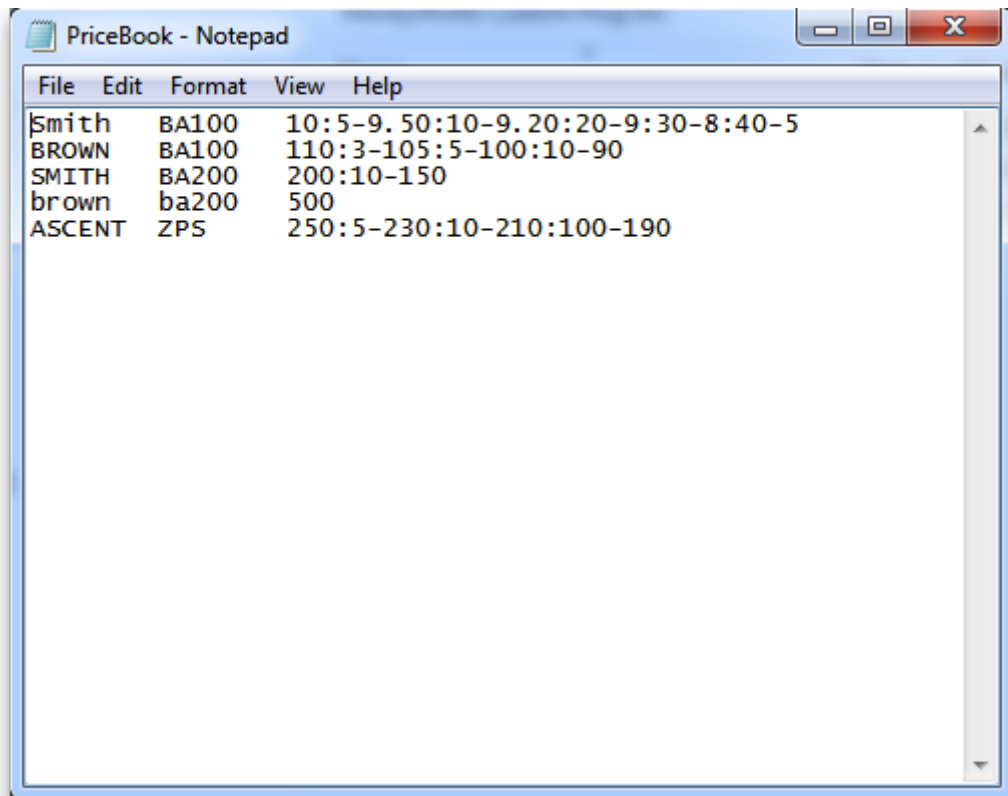 PriceBook - Notepad
File Edit Format View Help
Smith BA100 10:5-9.50:10-9.20:20-9:30-8:40-5
BROWN BA100 110:3-105:5-100:10-90
SMITH BA200 200:10-150
brown ba200 500
ASCENT ZPS 250:5-230:10-210:100-190